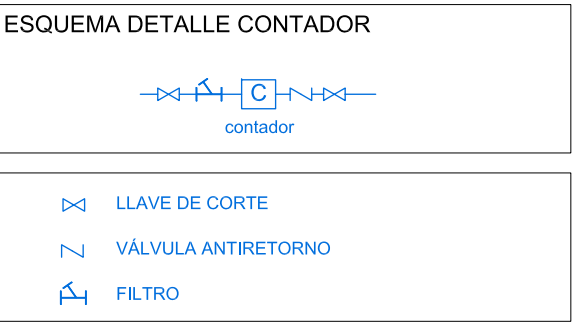 ESQUEMA DETALLE CONTADOR
C
contador
LLAVE DE CORTE
VÁLVULA ANTIRETORNO
FILTRO